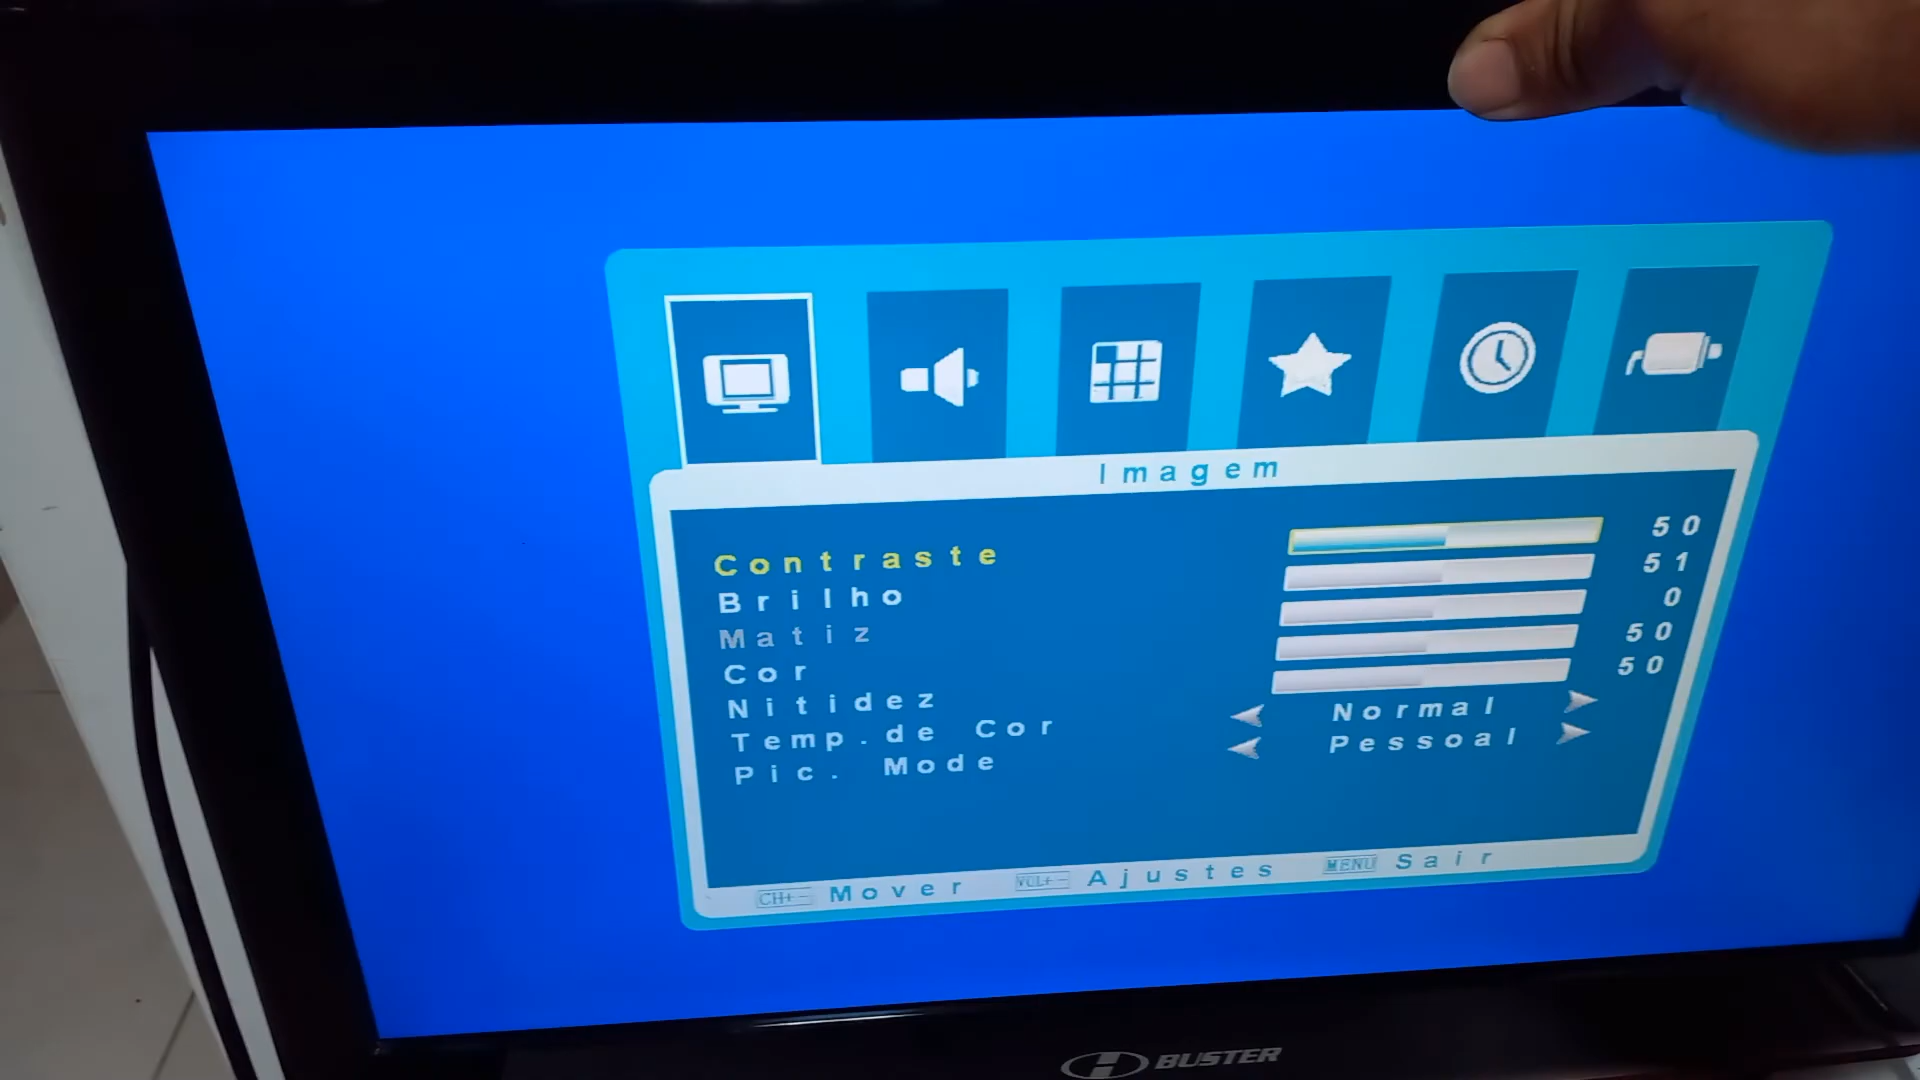 Imagem
Contraste 50
Brilho 51
Matiz 0
Cor 50
Nitidez 50
Temp.de Cor Normal
Pic. Mode Pessoal
CH+- Mover VOL+- Ajustes MENU Sair
H BUSTER